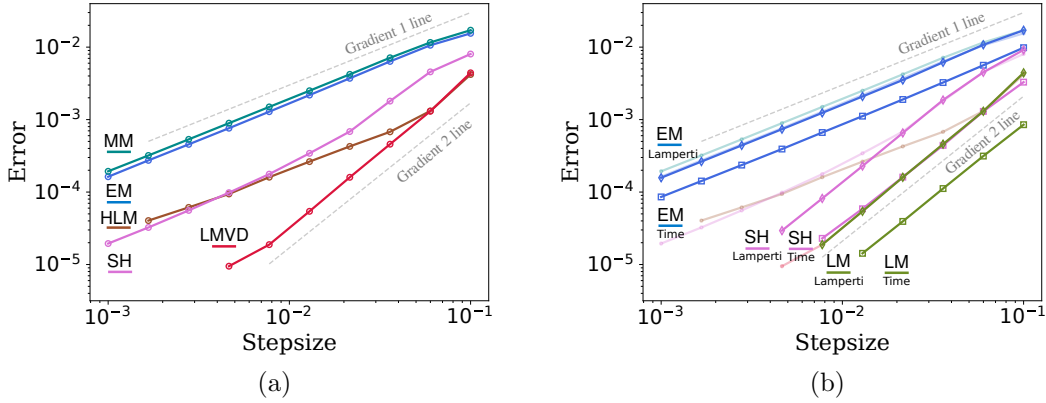 10⁻²
10⁻³
10⁻⁴
10⁻⁵
Error
Gradient 1 line
Gradient 2 line
MM
EM
HLM
SH
LMVD
10⁻³
10⁻²
10⁻¹
Stepsize
(a)
10⁻²
10⁻³
10⁻⁴
10⁻⁵
Error
Gradient 1 line
Gradient 2 line
EM
Lamperti
EM
Time
SH
Lamperti
SH
Time
LM
Lamperti
LM
Time
10⁻³
10⁻²
10⁻¹
Stepsize
(b)